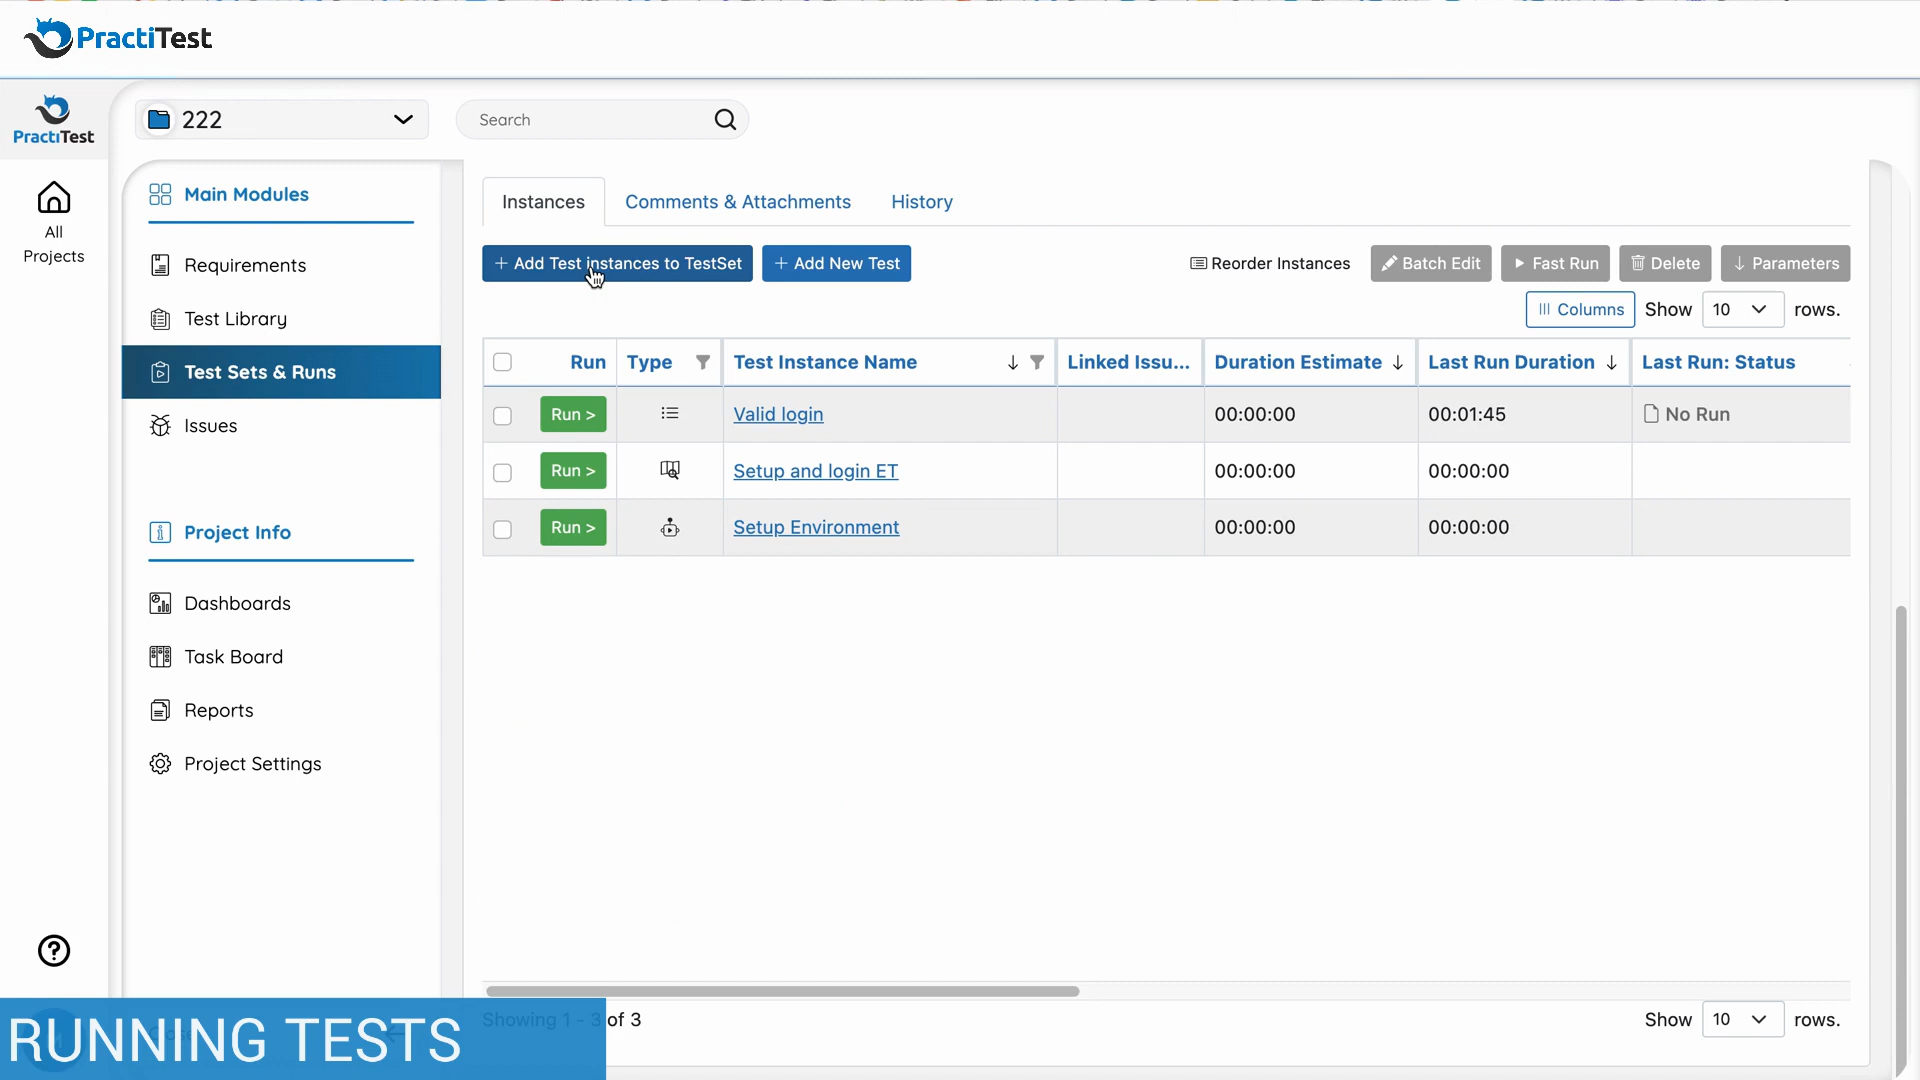 PractiTest
PractiTest
All
Projects
222
Search
Main Modules
Requirements
Test Library
Test Sets & Runs
Issues
Project Info
Dashboards
Task Board
Reports
Project Settings
Instances
Comments & Attachments
History
+ Add Test instances to TestSet
+ Add New Test
Reorder Instances
Batch Edit
Fast Run
Delete
Parameters
Columns
Show 10 rows.
Run Type Test Instance Name Linked Issu... Duration Estimate Last Run Duration Last Run: Status
Run > Valid login 00:00:00 00:01:45 No Run
Run > Setup and login ET 00:00:00 00:00:00
Run > Setup Environment 00:00:00 00:00:00
Showing 1 - 3 of 3
Show 10 rows.
RUNNING TESTS